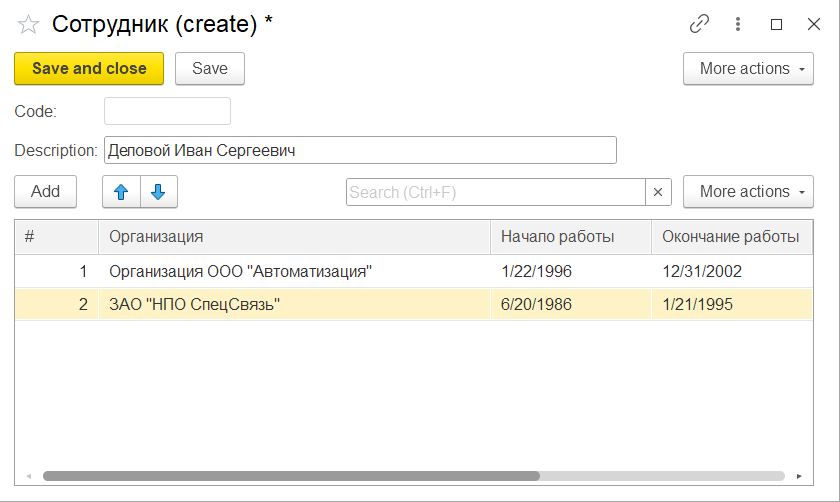 Сотрудник (create) *
Save and close Save More actions
Code:
Description: Деловой Иван Сергеевич
Add Search (Ctrl+F) × More actions
# Организация Начало работы Окончание работы
1 Организация ООО "Автоматизация" 1/22/1996 12/31/2002
2 ЗАО "НПО СпецСвязь" 6/20/1986 1/21/1995